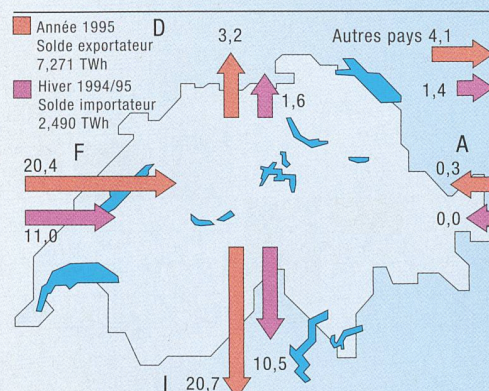 Année 1995
Solde exportateur
7,271 TWh
Hiver 1994/95
Solde importateur
2,490 TWh
D
3,2
1,6
Autres pays 4,1
1,4
F
20,4
11,0
A
0,3
0,0
10,5
I
20,7